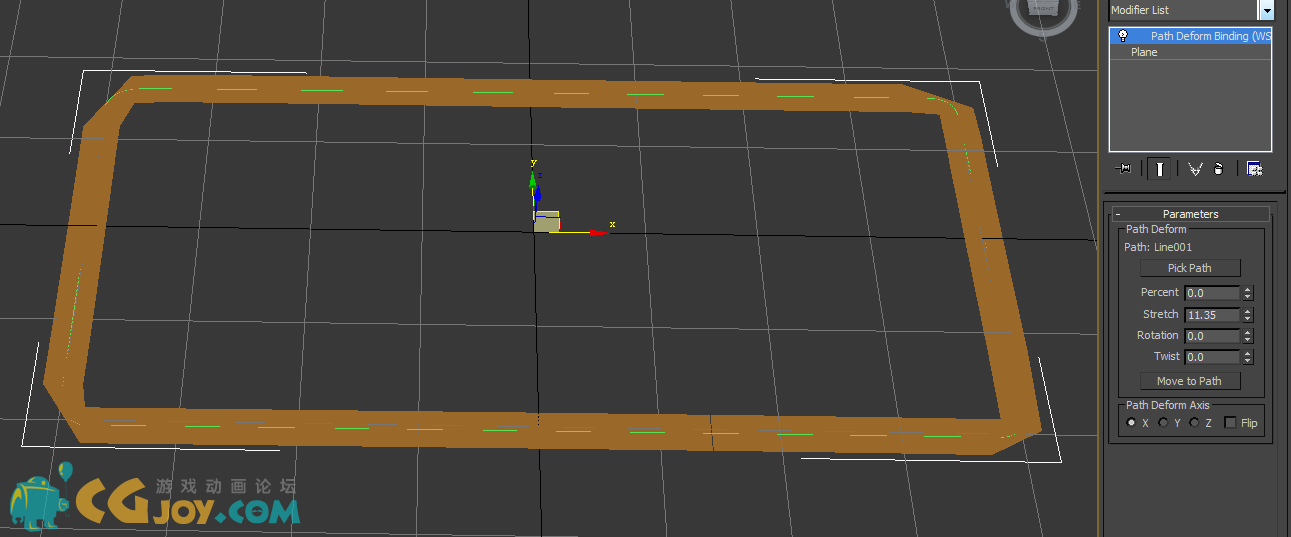 Modifier List
Path Deform Binding (WS
Plane
y
z
x
RIGHT
- Parameters
Path Deform
Path: Line001
Pick Path
Percent 0.0
Stretch 11.35
Rotation 0.0
Twist 0.0
Move to Path
Path Deform Axis
X Y Z Flip
游戏动画论坛
CGJOY.COM